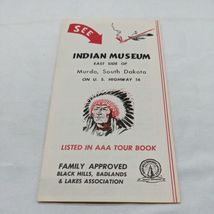 SEE
INDIAN MUSEUM
EAST SIDE OF
Murdo, South Dakota
ON U. S. HIGHWAY 16
LISTED IN AAA TOUR BOOK
FAMILY APPROVED
BLACK HILLS, BADLANDS
& LAKES ASSOCIATION